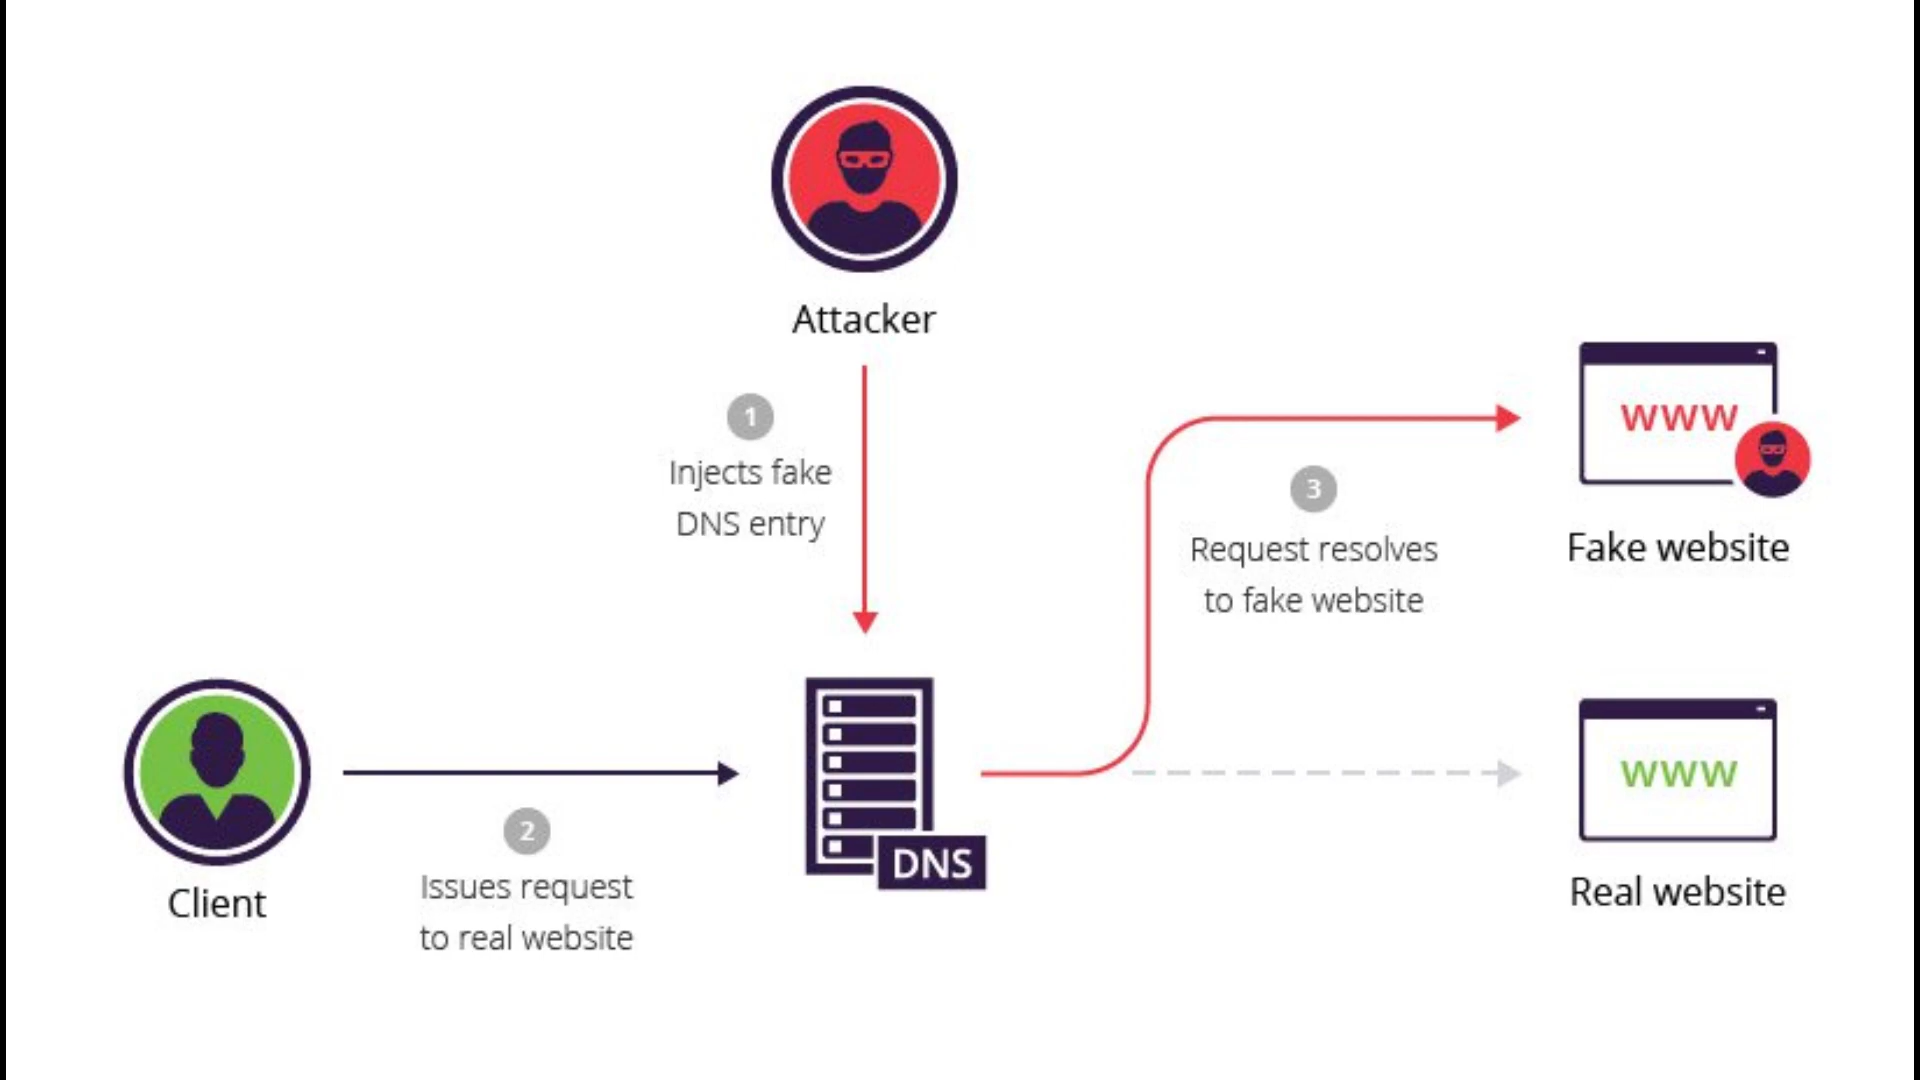 Attacker
1
Injects fake
DNS entry
www
3
Fake website
Request resolves
to fake website
www
2
DNS
Client
Issues request
to real website
Real website